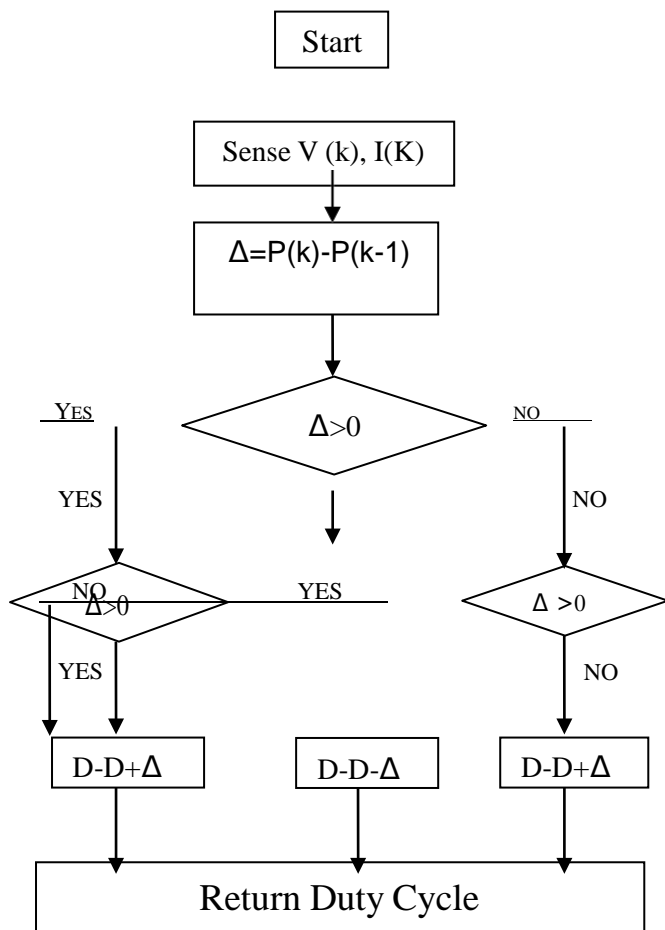 Start
Sense V (k), I(K)
Δ=P(k)-P(k-1)
YES
Δ>0
NO
YES
NO
NO
YES
Δ>0
Δ >0
YES
NO
D-D+Δ
D-D-Δ
D-D+Δ
Return Duty Cycle